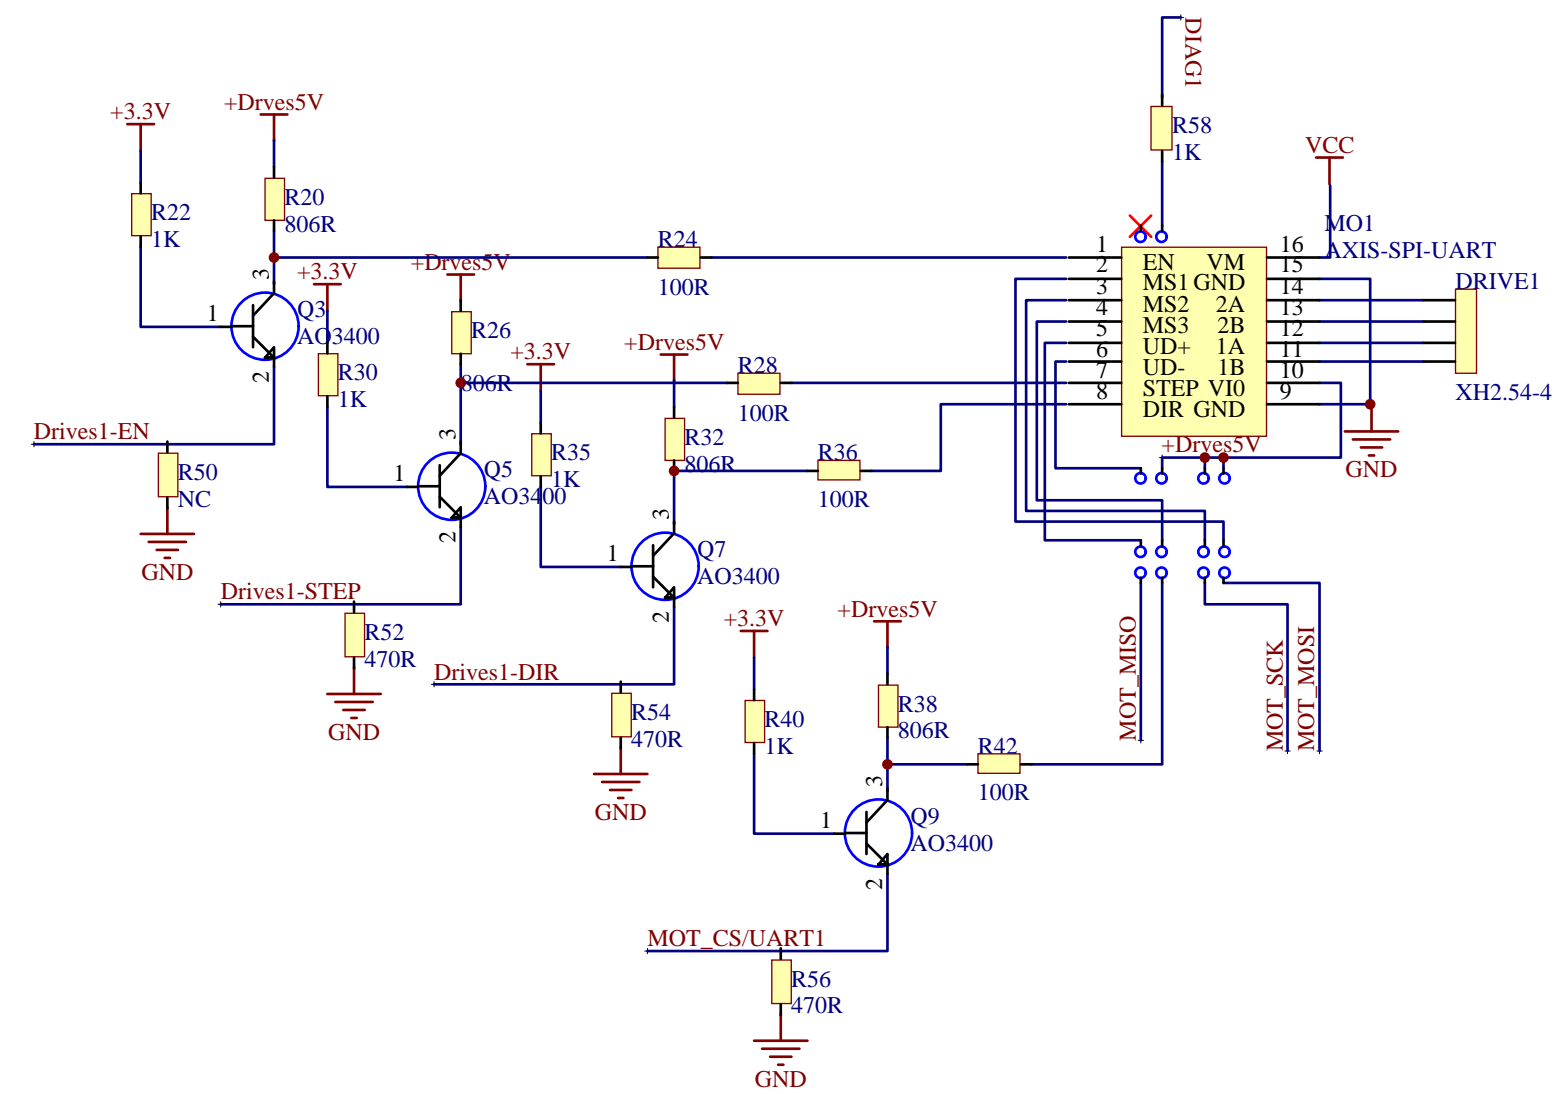 DIAG1
R58
1K
+3.3V
+Drves5V
VCC
R22
1K
R20
806R
MO1
AXIS-SPI-UART
R24
100R
+3.3V
+Drves5V
3
1
2
Q3
AO3400
R26
806R
R30
1K
+3.3V
+Drves5V
R28
100R
1
2
3
4
5
6
7
8
EN
MS1
MS2
MS3
UD+
UD-
STEP
DIR
VM
GND
2A
2B
1A
1B
VI0
GND
16
15
14
13
12
11
10
9
DRIVE1
XH2.54-4
GND
+Drves5V
Drives1-EN
R50
NC
GND
3
1
2
Q5
AO3400
R35
1K
R32
806R
R36
100R
Drives1-STEP
R52
470R
GND
3
1
2
Q7
AO3400
Drives1-DIR
R54
470R
GND
+3.3V
+Drves5V
R40
1K
R38
806R
R42
100R
3
1
2
Q9
AO3400
MOT_MISO
MOT_SCK
MOT_MOSI
MOT_CS/UART1
R56
470R
GND